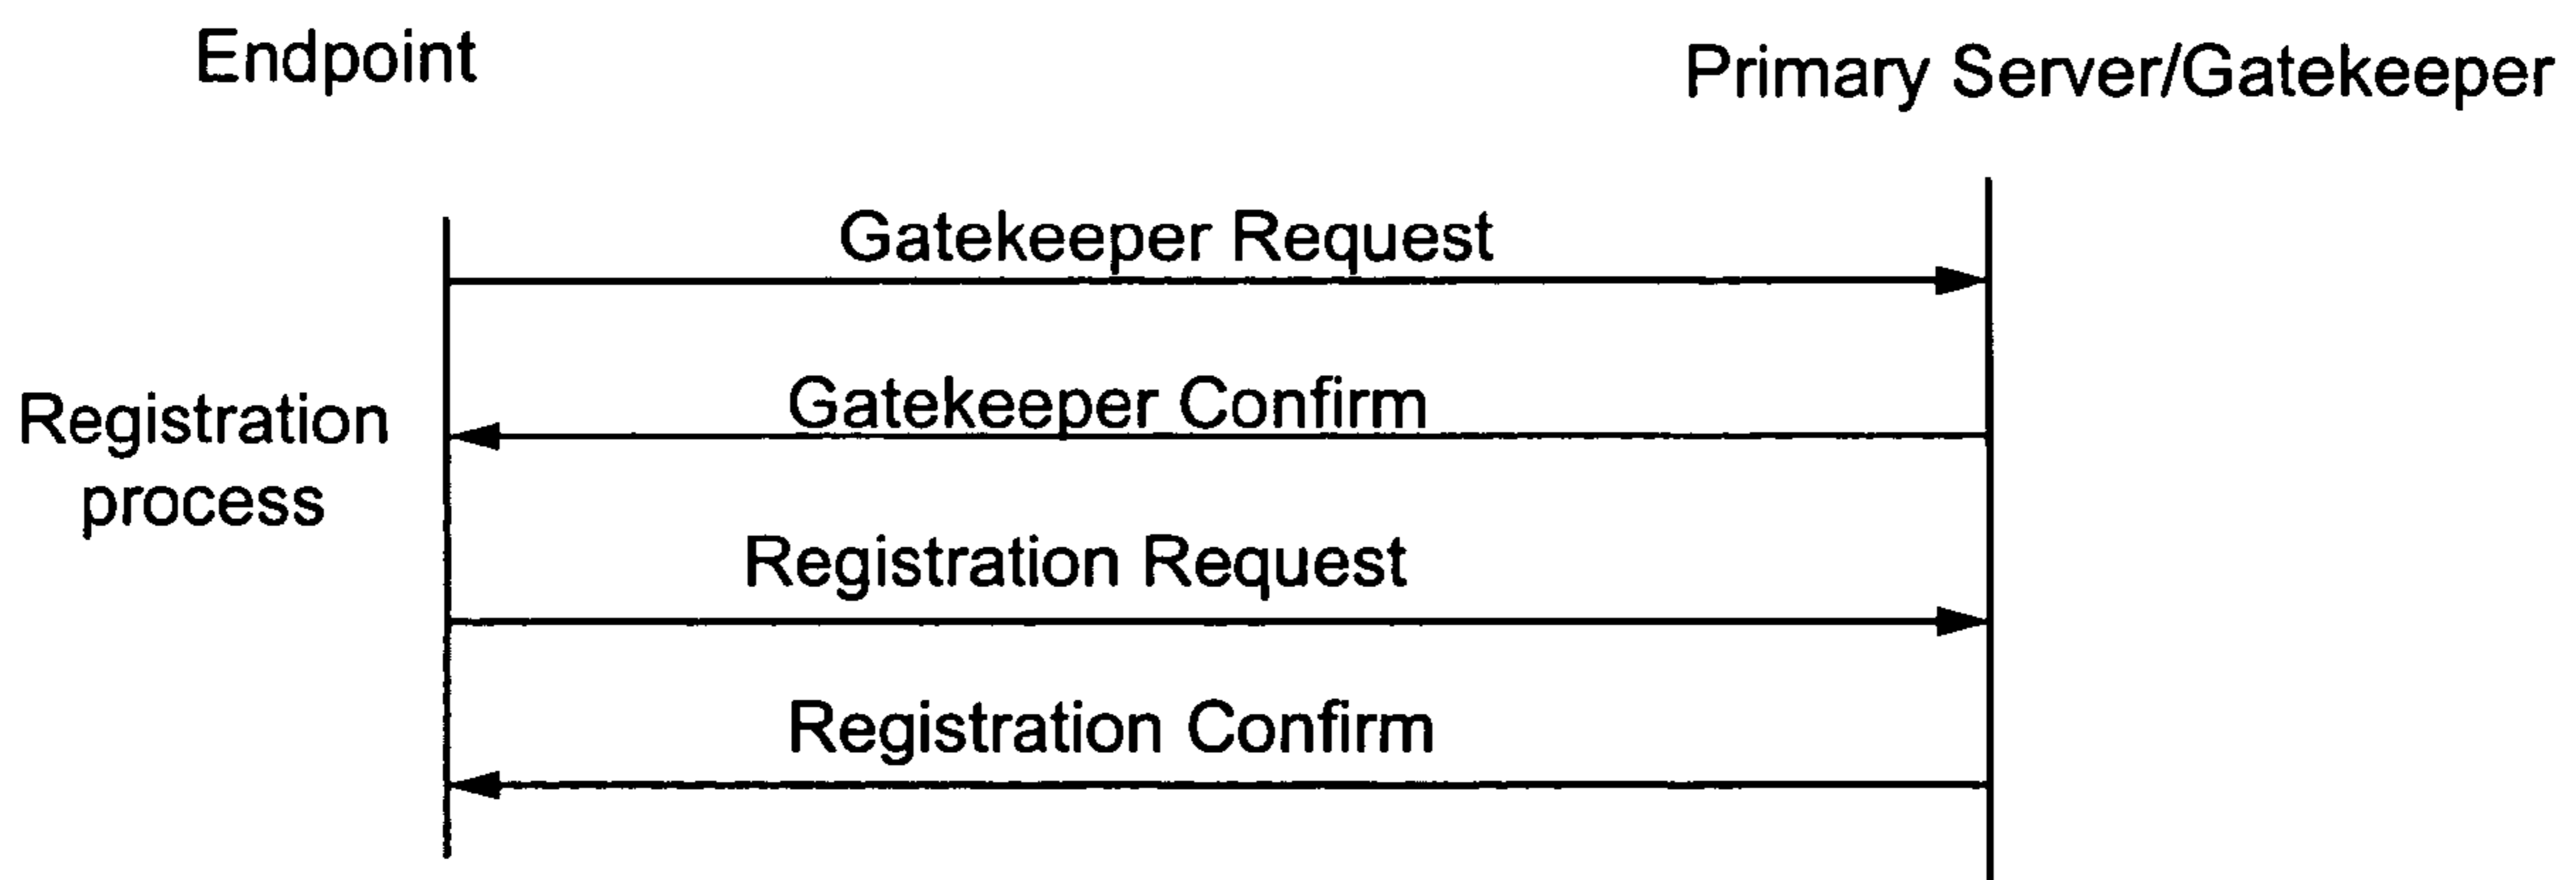 Endpoint
Primary Server/Gatekeeper
Gatekeeper Request
Gatekeeper Confirm
Registration
process
Registration Request
Registration Confirm